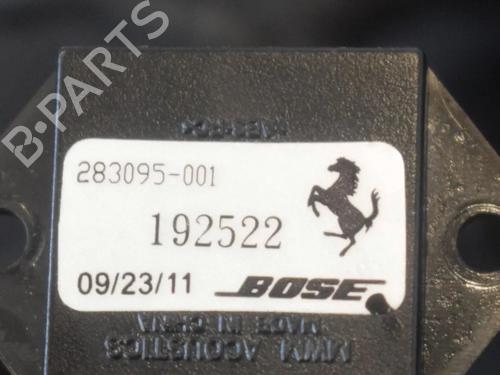 B-PARTS
283095-001
192522
09/23/11 BOSE
MWM ACOUSTICS
MADE IN CHINA